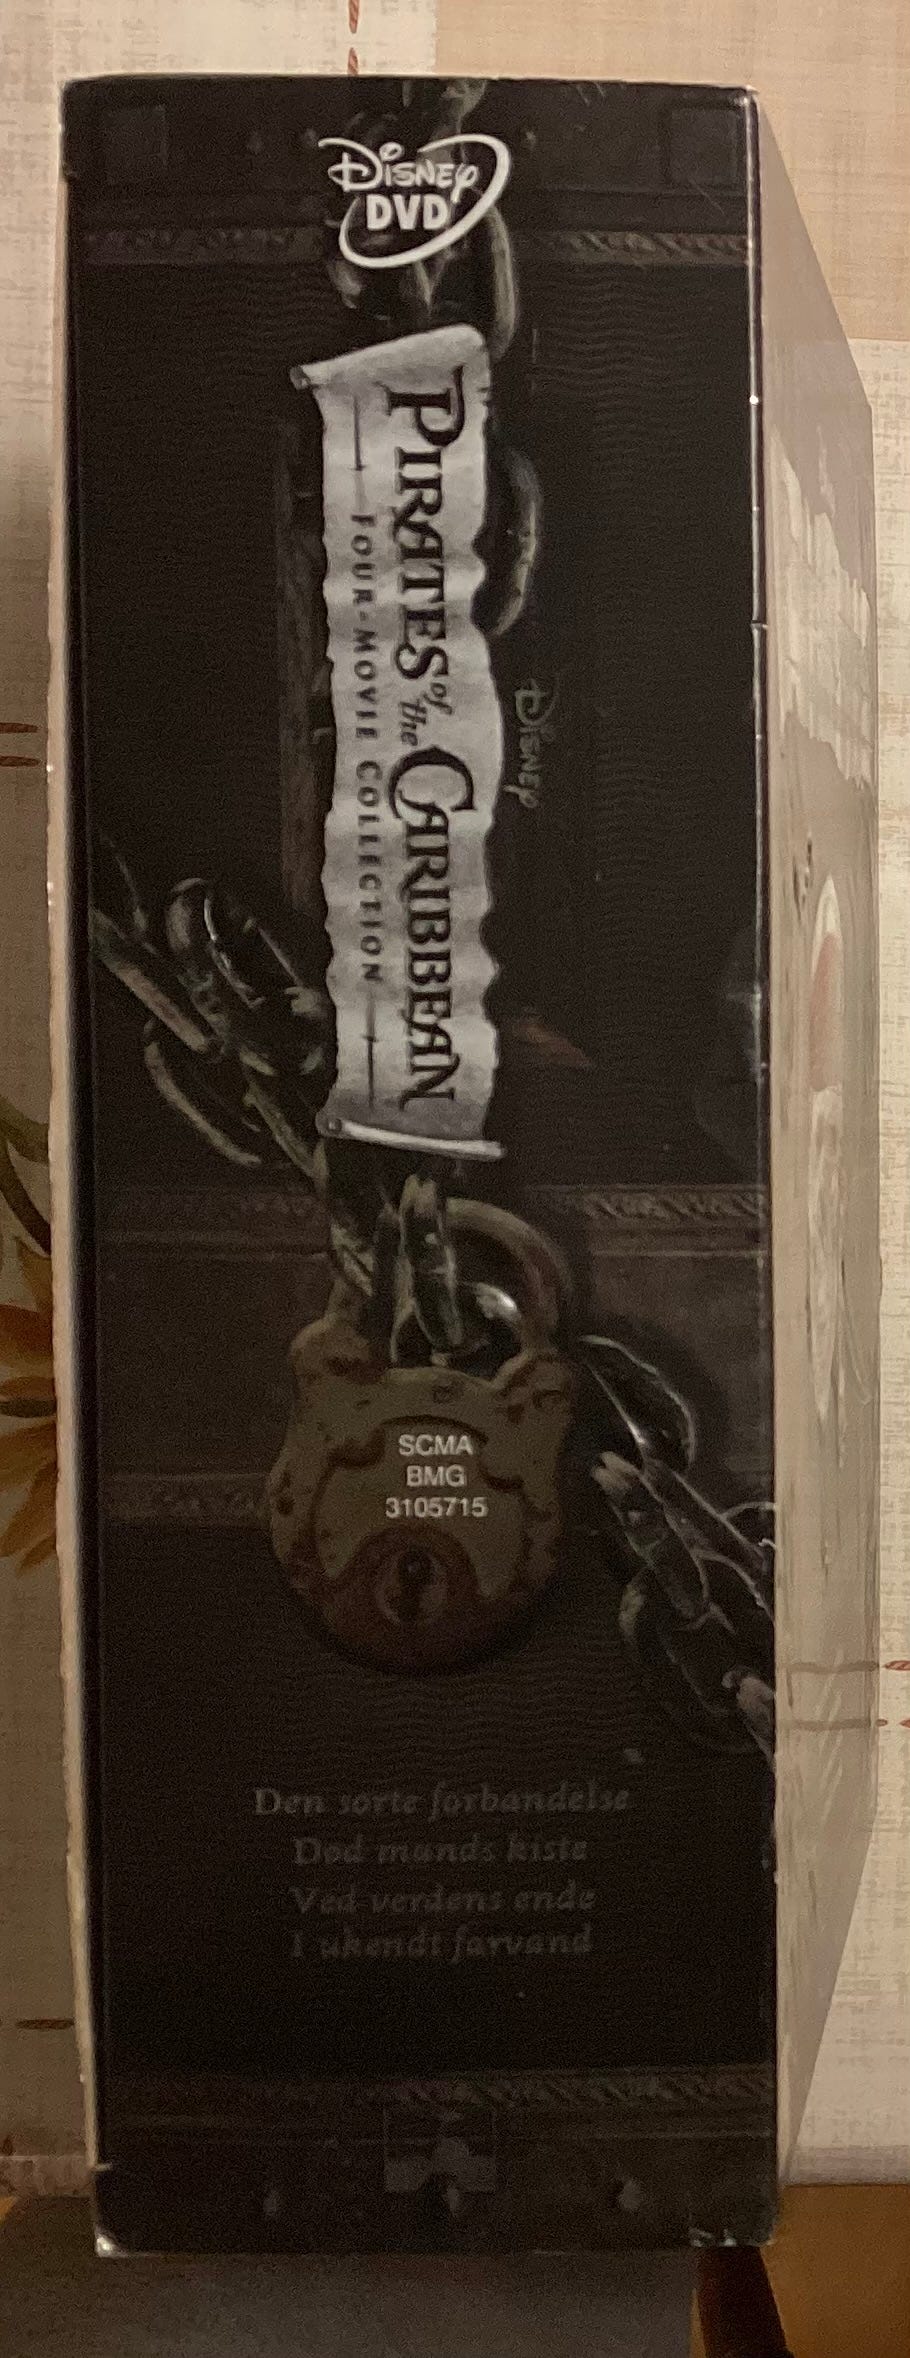 Disney
DVD
Disney
PIRATES of the CARIBBEAN
FOUR-MOVIE COLLECTION
SCMA
BMG
3105715
Den sorte forbandelse
Død mands kiste
Ved verdens ende
I ukendt farvand